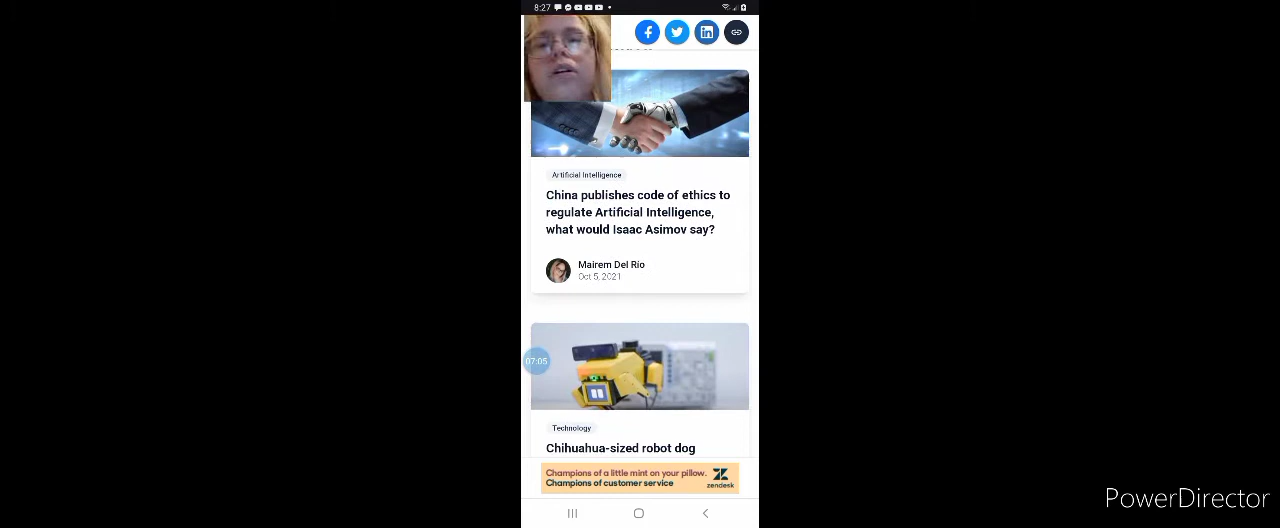 8:27
Artificial Intelligence
China publishes code of ethics to
regulate Artificial Intelligence,
what would Isaac Asimov say?
Mairem Del Río
Oct 5, 2021
07:05
Technology
Chihuahua-sized robot dog
Champions of a little mint on your pillow.
Champions of customer service
zendesk
PowerDirector